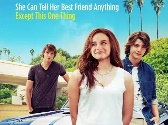 She Can Tell Her Best Friend Anything
Except This One Thing